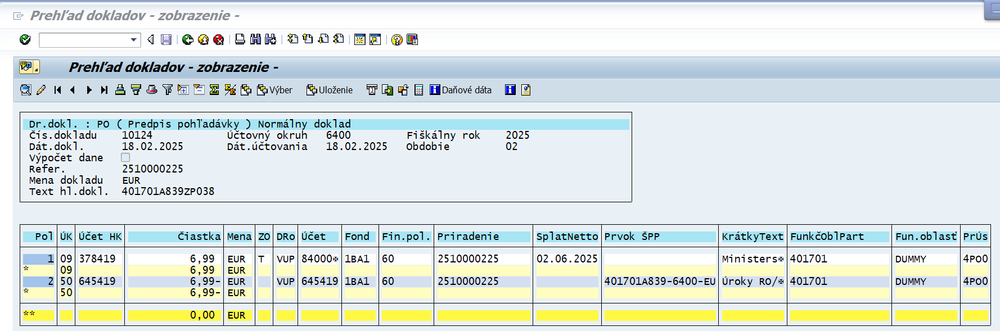 Prehľad dokladov - zobrazenie -
Prehľad dokladov - zobrazenie -
Výber Uloženie Daňové dáta
Dr.dokl. : PO ( Predpis pohľadávky ) Normálny doklad
Čís.dokladu 10124 Účtovný okruh 6400 Fiškálny rok 2025
Dát.dokl. 18.02.2025 Dát.účtovania 18.02.2025 Obdobie 02
Výpočet dane
Refer. 2510000225
Mena dokladu EUR
Text hl.dokl. 401701A839ZP038
Pol ÚK Účet HK Čiastka Mena ZO DRo Účet Fond Fin.pol. Priradenie SplatNetto Prvok ŠPP KrátkyText FunkčOblPart Fun.oblasť PrÚs
1 09 378419 6,99 EUR T VUP 84000 1BA1 60 2510000225 02.06.2025 Ministers 401701 DUMMY 4PO0
* 09 6,99 EUR
2 50 645419 6,99- EUR VUP 645419 1BA1 60 2510000225 401701A839-6400-EU Úroky RO/ 401701 DUMMY 4PO0
* 50 6,99- EUR
** 0,00 EUR